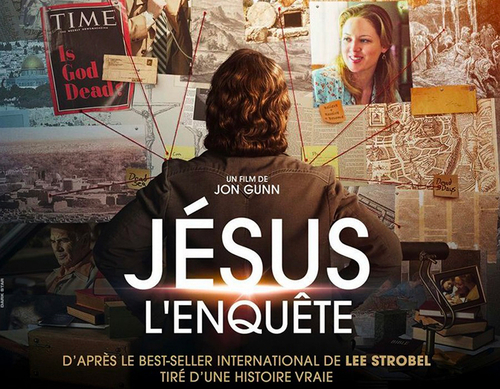 TIME
Is
God
Dead?
UN FILM DE
JON GUNN
JÉSUS
L'ENQUÊTE
D'APRÈS LE BEST-SELLER INTERNATIONAL DE LEE STROBEL
TIRÉ D'UNE HISTOIRE VRAIE